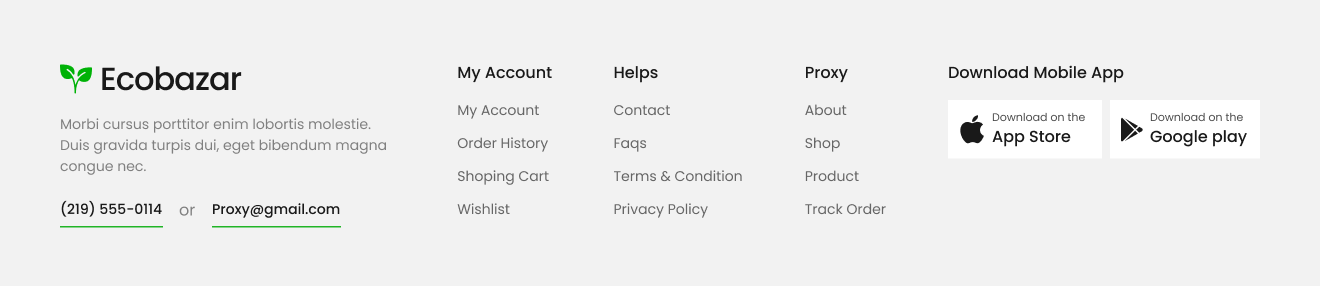 Ecobazar
Morbi cursus porttitor enim lobortis molestie.
Duis gravida turpis dui, eget bibendum magna
congue nec.
(219) 555-0114 or Proxy@gmail.com
My Account
My Account
Order History
Shoping Cart
Wishlist
Helps
Contact
Faqs
Terms & Condition
Privacy Policy
Proxy
About
Shop
Product
Track Order
Download Mobile App
Download on the
App Store
Download on the
Google play